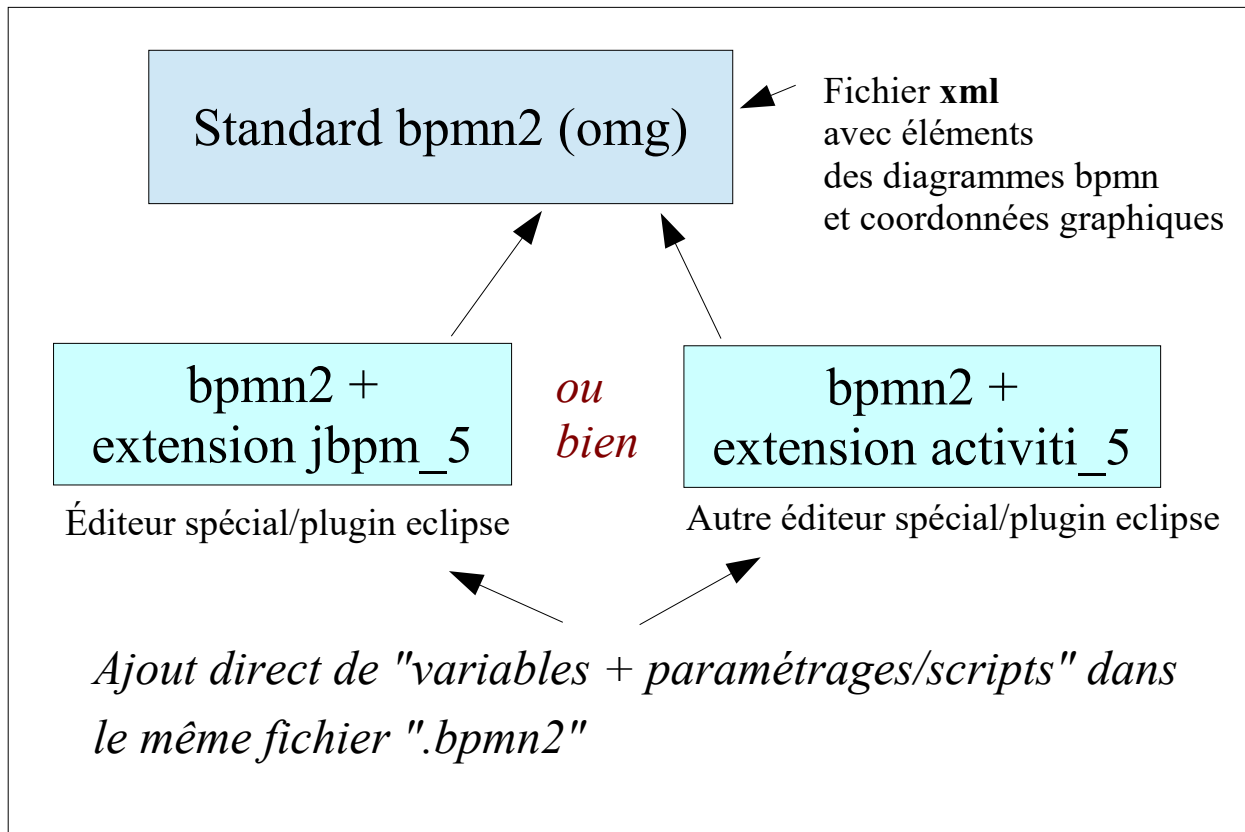 Standard bpmn2 (omg)
Fichier xml
avec éléments
des diagrammes bpmn
et coordonnées graphiques
bpmn2 +
extension jbpm_5
ou
bien
bpmn2 +
extension activiti_5
Éditeur spécial/plugin eclipse
Autre éditeur spécial/plugin eclipse
Ajout direct de "variables + paramétrages/scripts" dans
le même fichier ".bpmn2"